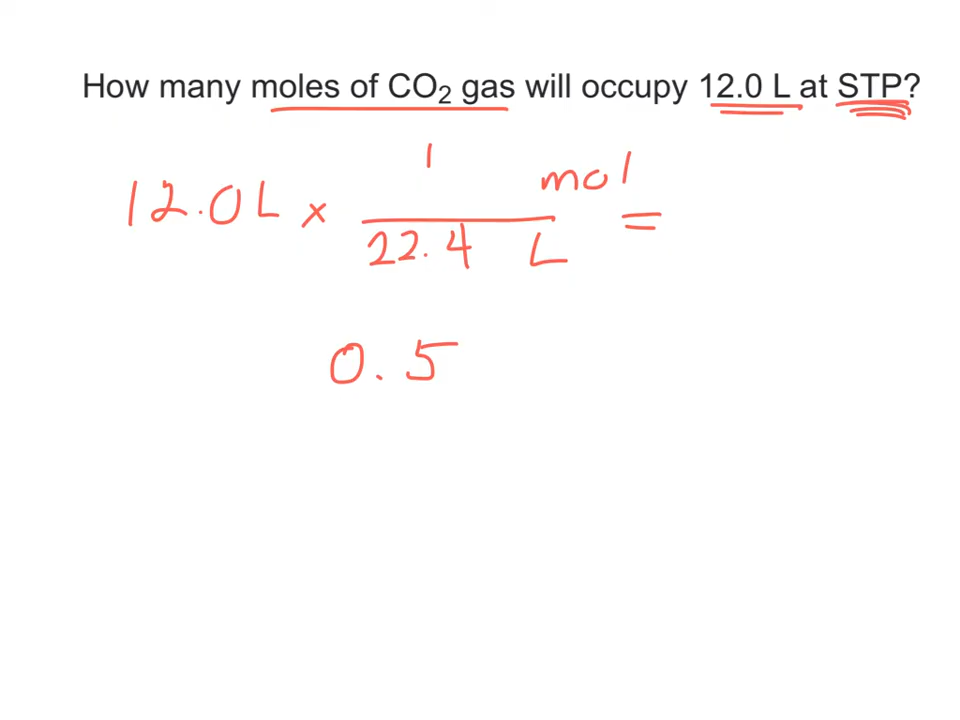 How many moles of CO₂ gas will occupy 12.0 L at STP?
12.0 L × 1 mol / 22.4 L =
0.5